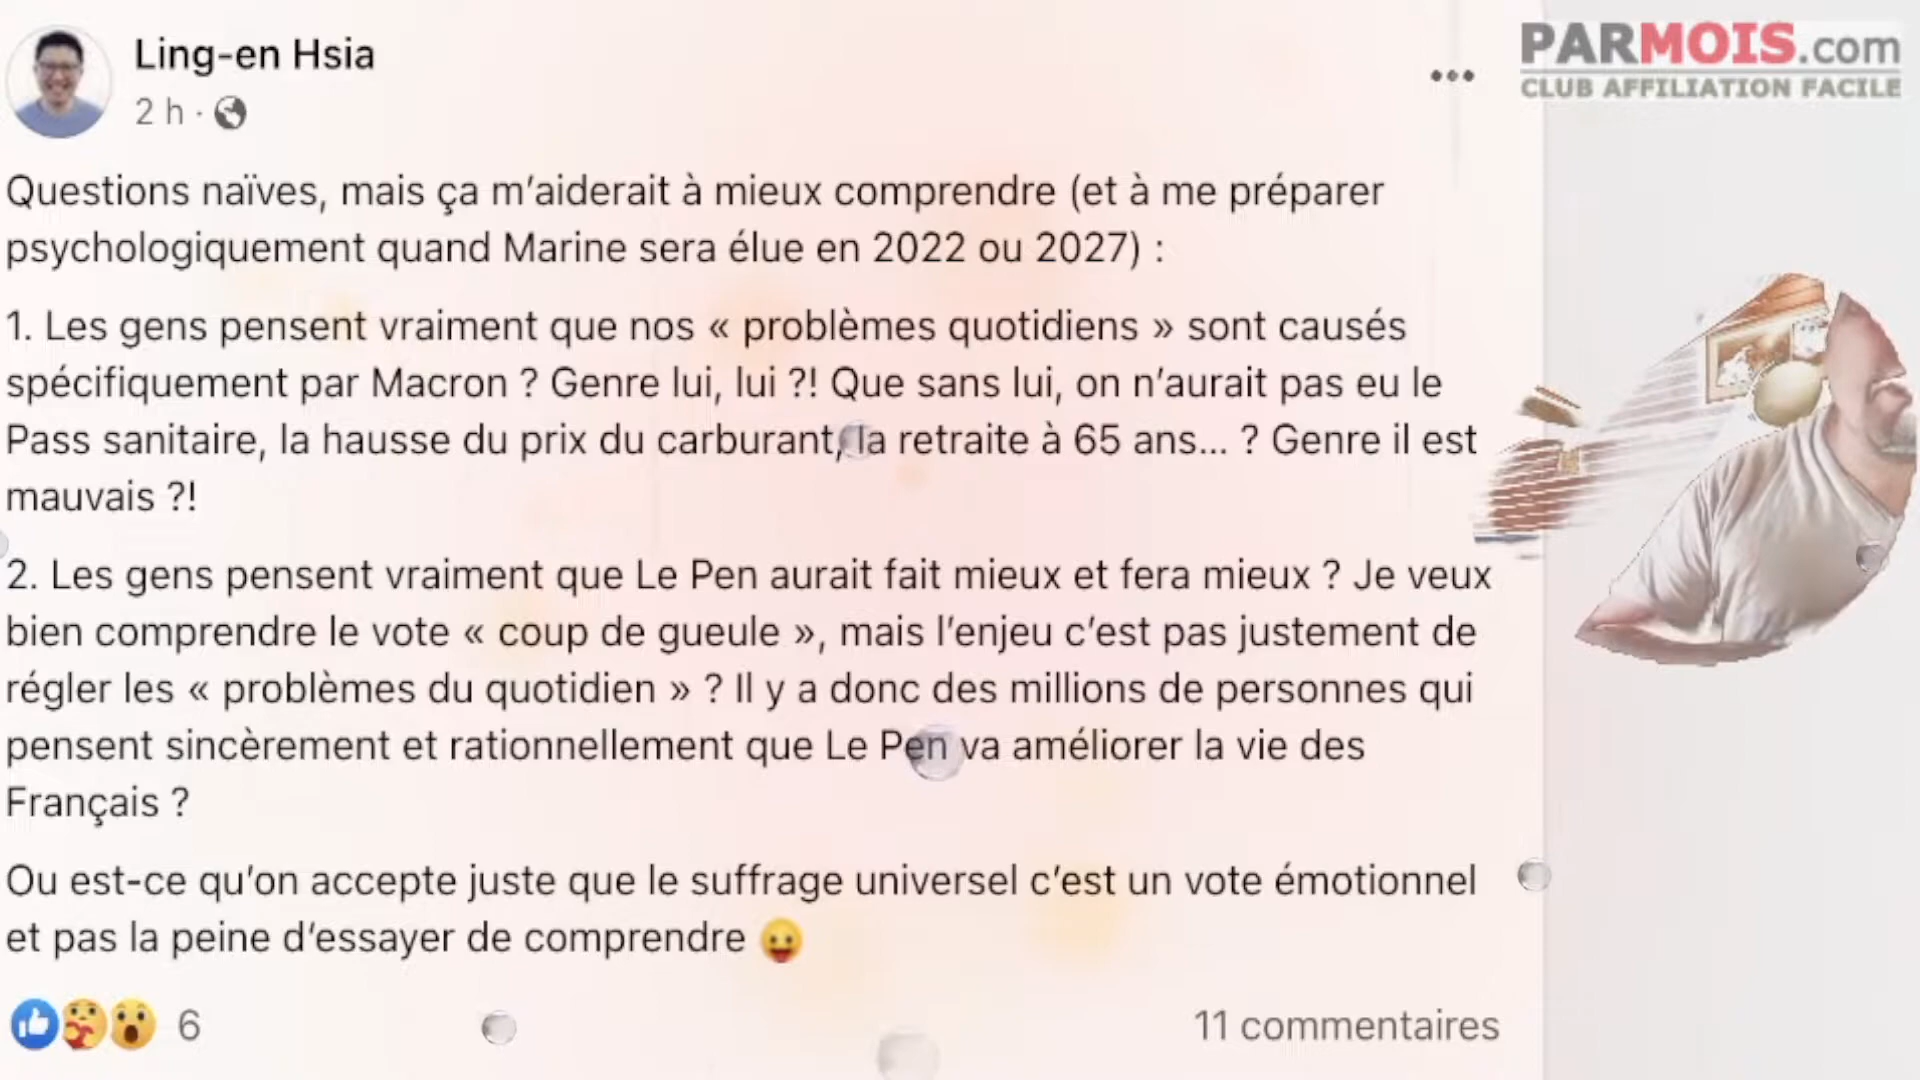 Ling-en Hsia
2 h ·
PARMOIS.com
CLUB AFFILIATION FACILE
Questions naïves, mais ça m’aiderait à mieux comprendre (et à me préparer
psychologiquement quand Marine sera élue en 2022 ou 2027) :
1. Les gens pensent vraiment que nos « problèmes quotidiens » sont causés
spécifiquement par Macron ? Genre lui, lui ?! Que sans lui, on n’aurait pas eu le
Pass sanitaire, la hausse du prix du carburant, la retraite à 65 ans... ? Genre il est
mauvais ?!
2. Les gens pensent vraiment que Le Pen aurait fait mieux et fera mieux ? Je veux
bien comprendre le vote « coup de gueule », mais l’enjeu c’est pas justement de
régler les « problèmes du quotidien » ? Il y a donc des millions de personnes qui
pensent sincèrement et rationnellement que Le Pen va améliorer la vie des
Français ?
Ou est-ce qu’on accepte juste que le suffrage universel c’est un vote émotionnel
et pas la peine d’essayer de comprendre 😛
6
11 commentaires